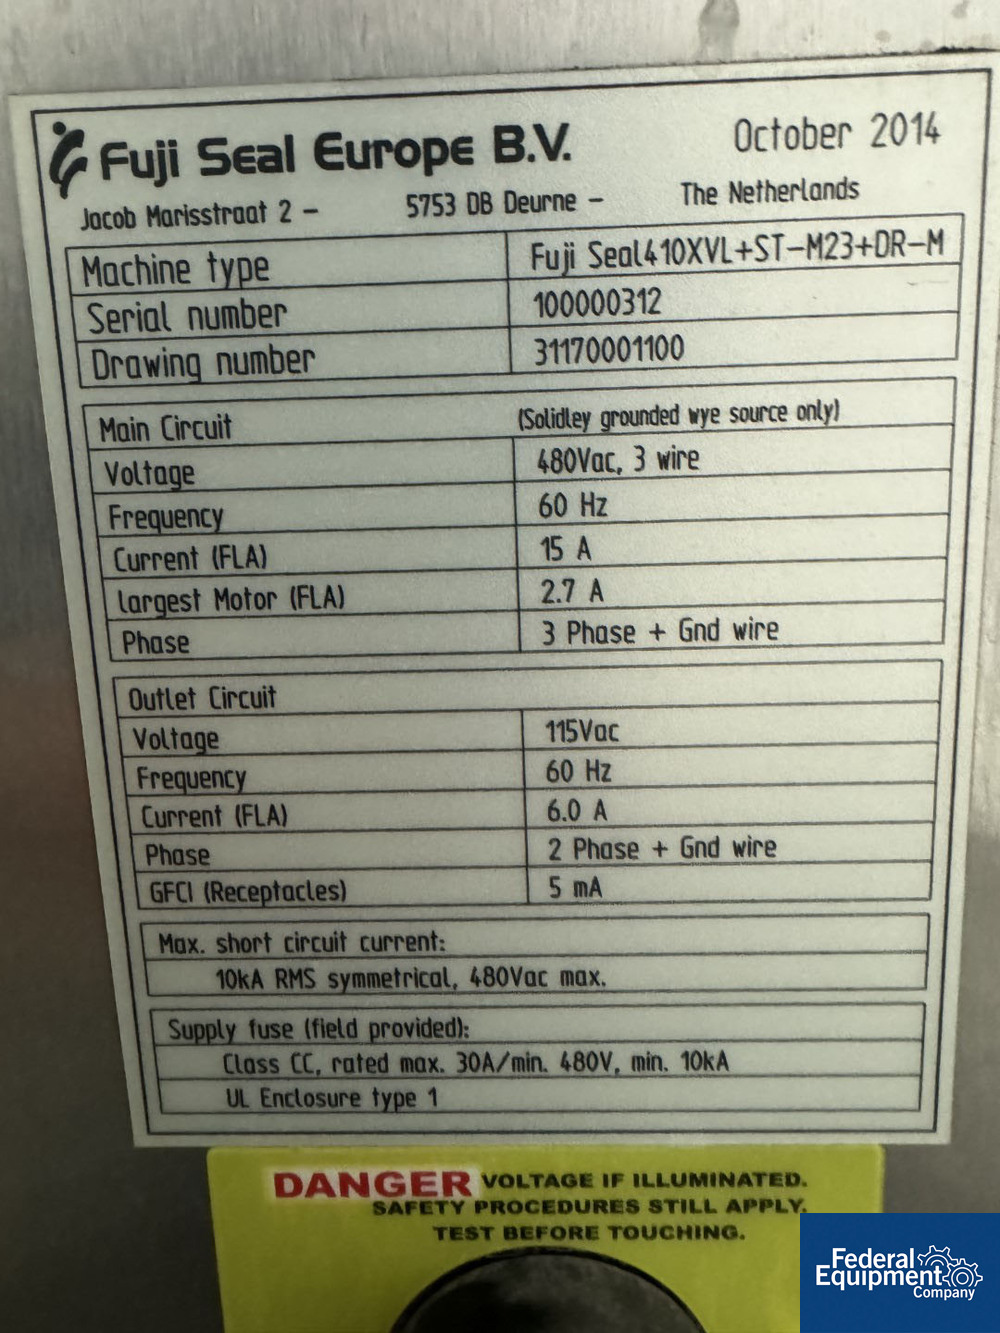 Fuji Seal Europe B.V. October 2014
Jacob Marisstraat 2 - 5753 DB Deurne - The Netherlands
Machine type Fuji Seal410XVL+ST-M23+DR-M
Serial number 100000312
Drawing number 31170001100
Main Circuit (Solidley grounded wye source only)
Voltage 480Vac, 3 wire
Frequency 60 Hz
Current (FLA) 15 A
largest Motor (FLA) 2.7 A
Phase 3 Phase + Gnd wire
Outlet Circuit
Voltage 115Vac
Frequency 60 Hz
Current (FLA) 6.0 A
Phase 2 Phase + Gnd wire
GFCI (Receptacles) 5 mA
Max. short circuit current:
10kA RMS symmetrical, 480Vac max.
Supply fuse (field provided):
Class CC, rated max. 30A/min. 480V, min. 10kA
UL Enclosure type 1
DANGER VOLTAGE IF ILLUMINATED.
SAFETY PROCEDURES STILL APPLY.
TEST BEFORE TOUCHING.
Federal
Equipment
Company